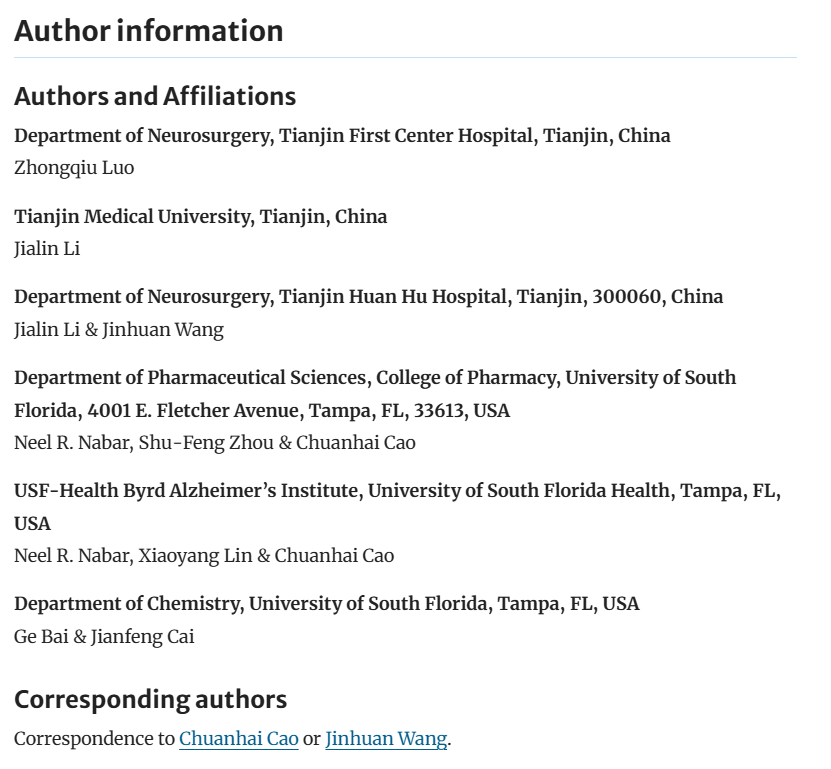 Author information
Authors and Affiliations
Department of Neurosurgery, Tianjin First Center Hospital, Tianjin, China
Zhongqiu Luo
Tianjin Medical University, Tianjin, China
Jialin Li
Department of Neurosurgery, Tianjin Huan Hu Hospital, Tianjin, 300060, China
Jialin Li & Jinhuan Wang
Department of Pharmaceutical Sciences, College of Pharmacy, University of South
Florida, 4001 E. Fletcher Avenue, Tampa, FL, 33613, USA
Neel R. Nabar, Shu-Feng Zhou & Chuanhai Cao
USF-Health Byrd Alzheimer’s Institute, University of South Florida Health, Tampa, FL,
USA
Neel R. Nabar, Xiaoyang Lin & Chuanhai Cao
Department of Chemistry, University of South Florida, Tampa, FL, USA
Ge Bai & Jianfeng Cai
Corresponding authors
Correspondence to Chuanhai Cao or Jinhuan Wang.